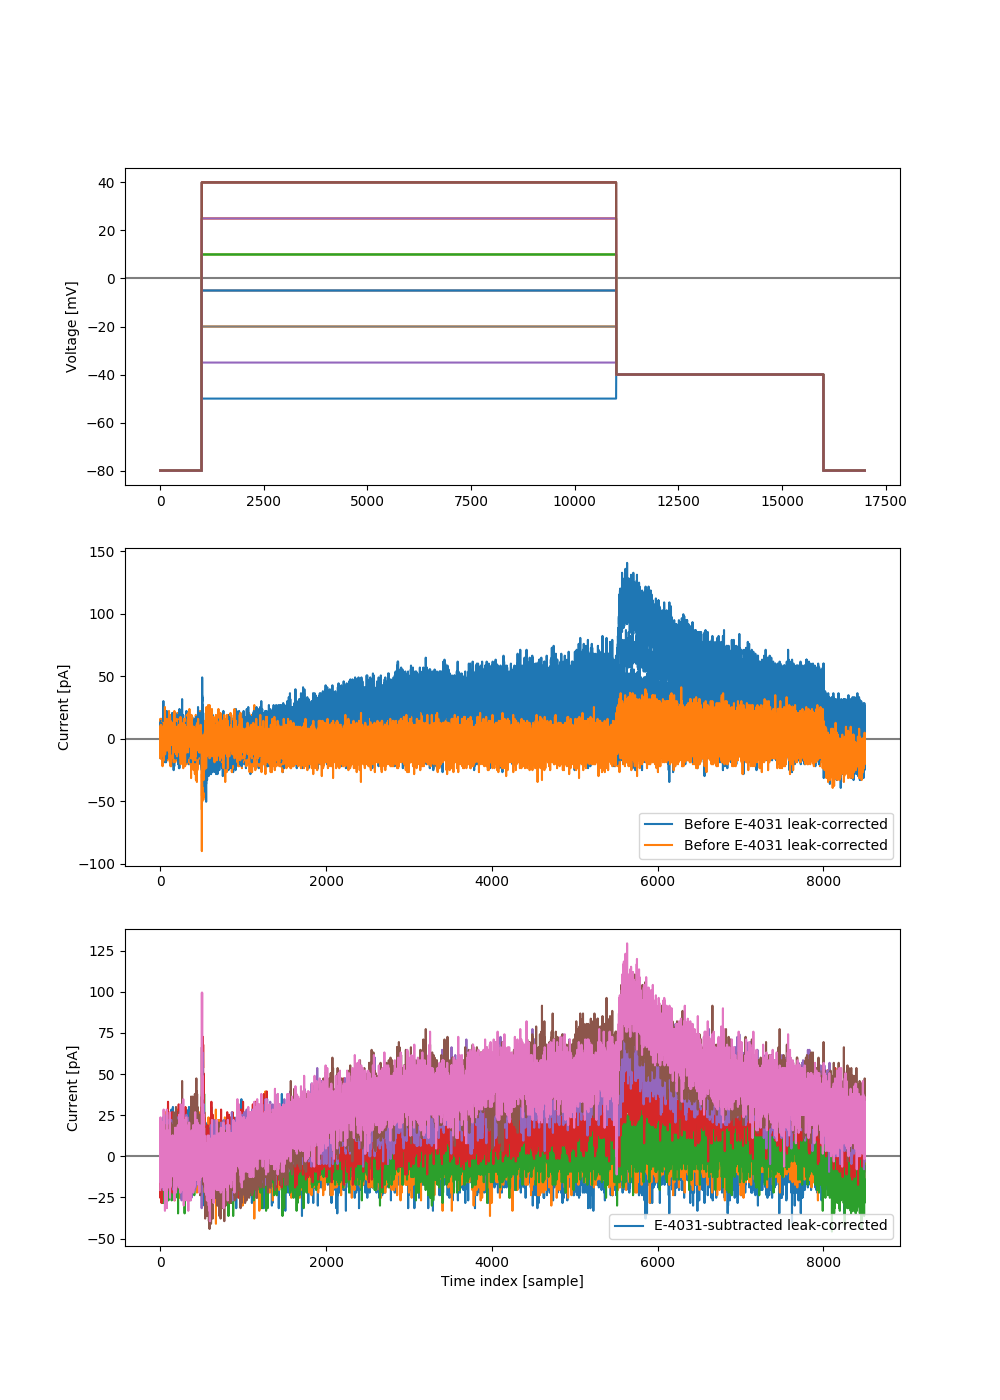 40
20
0
−20
−40
−60
−80
Voltage [mV]
0 2500 5000 7500 10000 12500 15000 17500
150
100
50
0
−50
−100
Current [pA]
Before E-4031 leak-corrected
Before E-4031 leak-corrected
0 2000 4000 6000 8000
125
100
75
50
25
0
−25
−50
Current [pA]
E-4031-subtracted leak-corrected
0 2000 4000 6000 8000
Time index [sample]